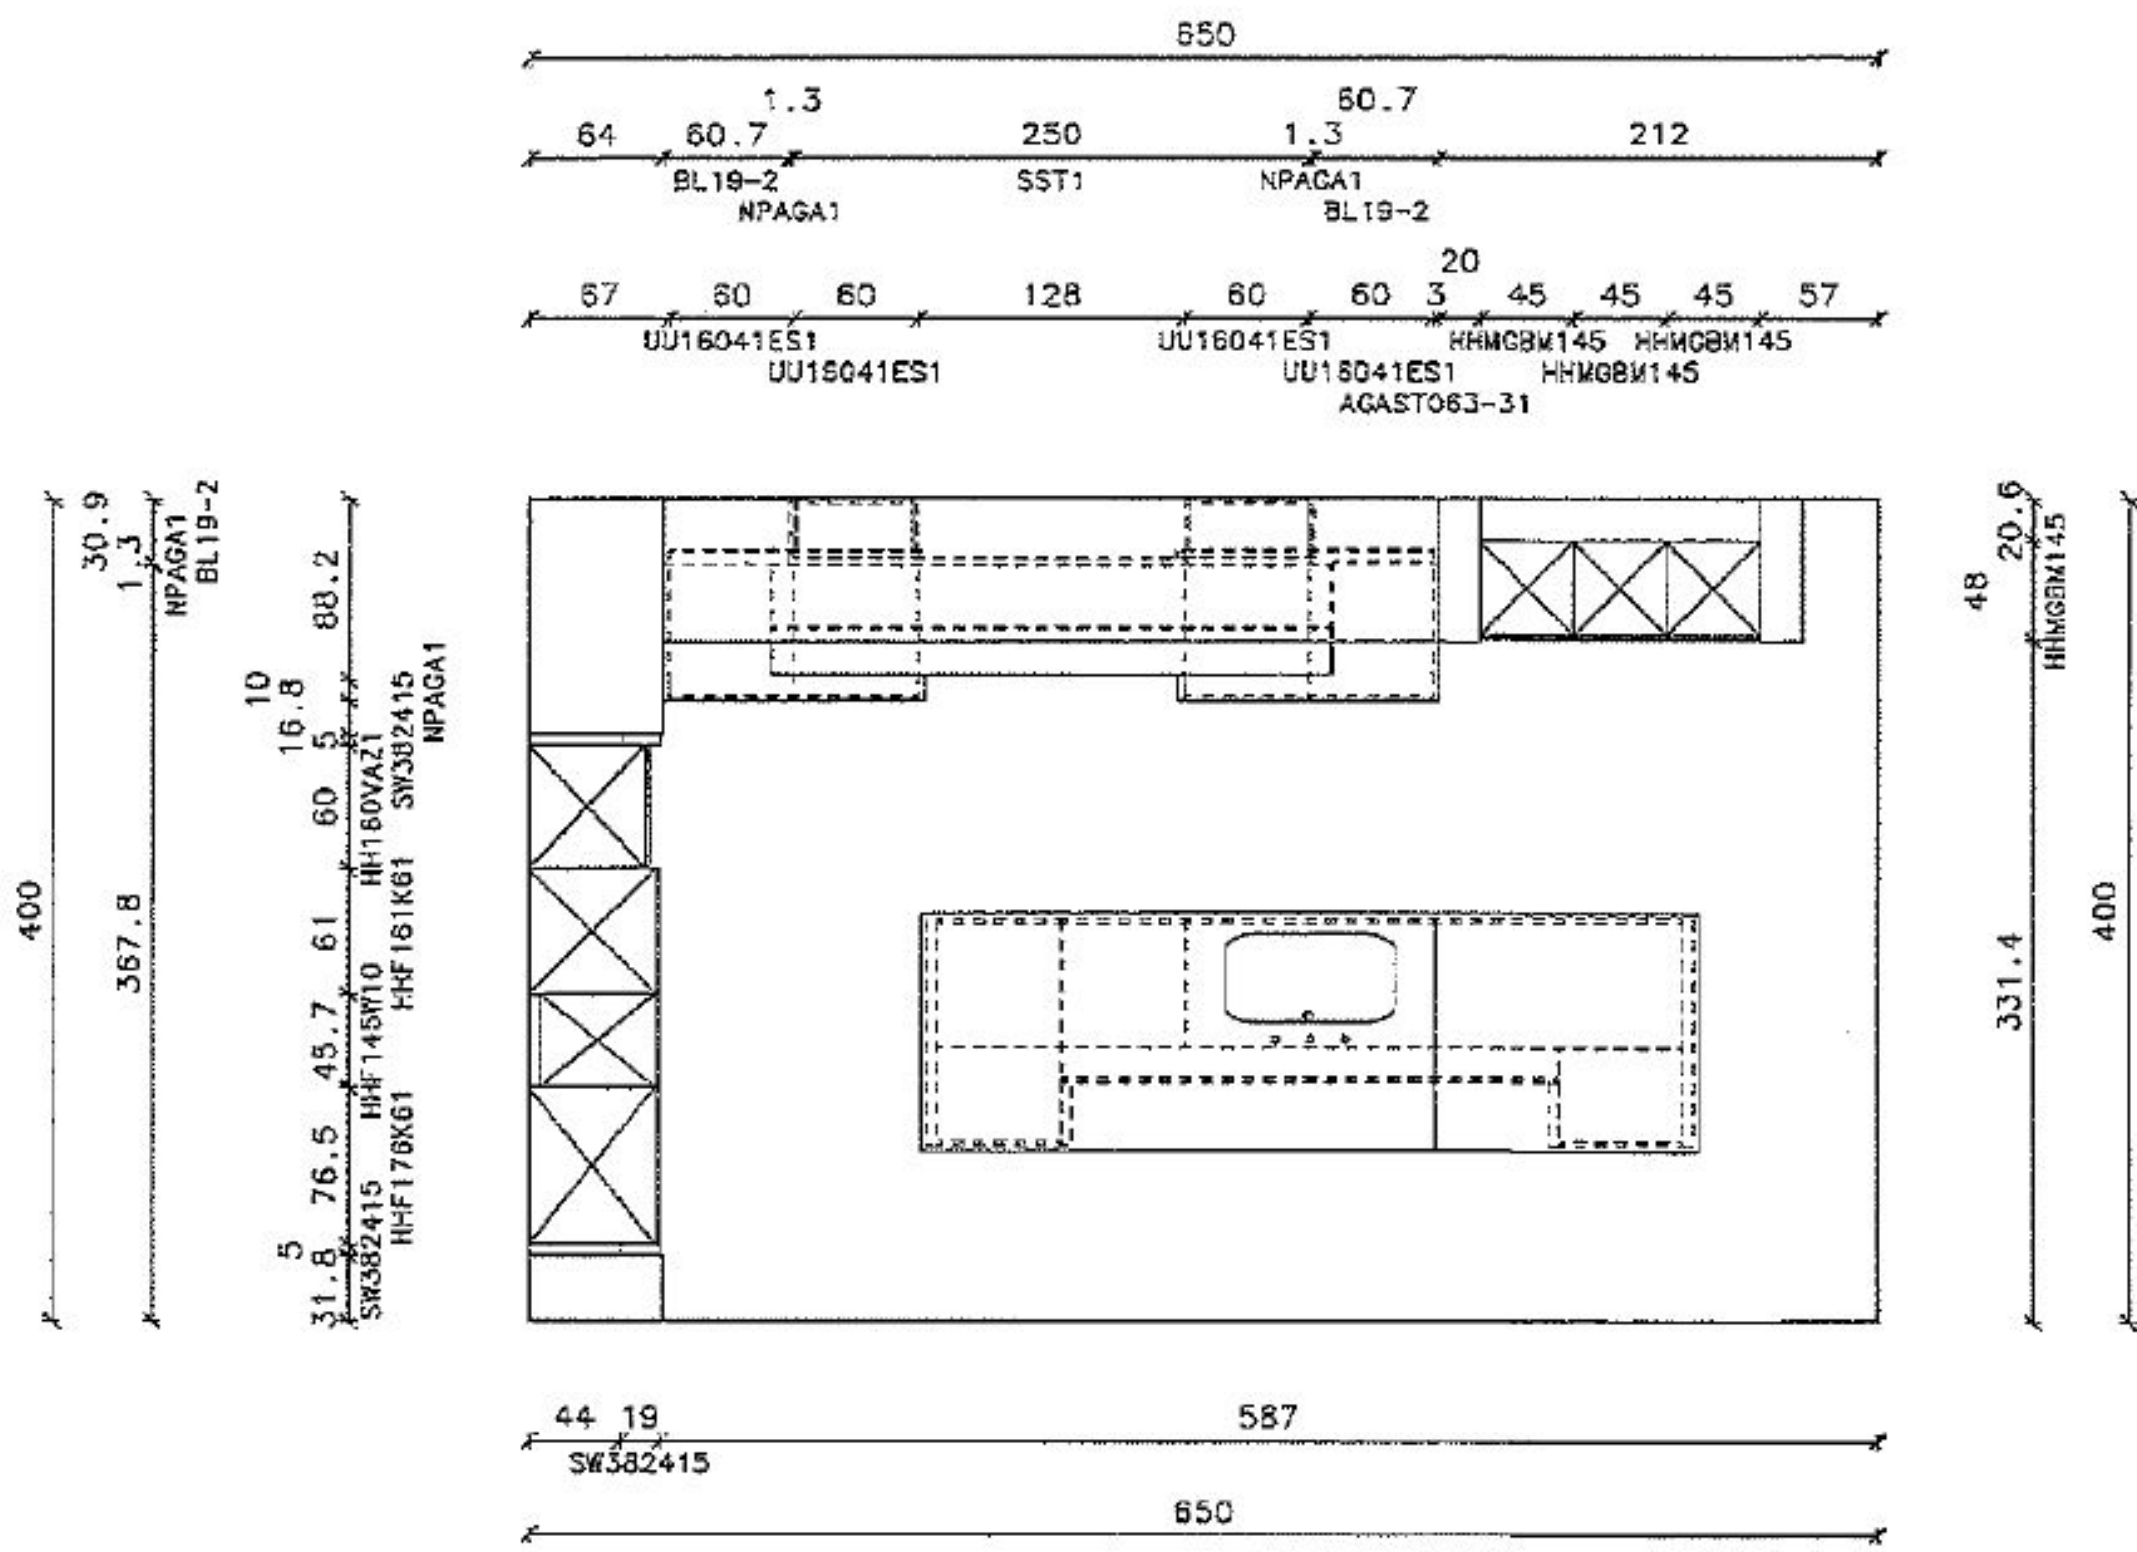 650
1.3 60.7
64 60.7 250 1.3 212
BL19-2 SST1 NPAGA1
NPAGA1 BL19-2
20
67 60 60 128 60 60 3 45 45 45 57
UU16041ES1 UU16041ES1 HHMGBM145 HHMGBM145
UU16041ES1 UU16041ES1 HHMGBM145
AGASTO63-31
400
30.9
1.3
367.8
NPAGA1
BL19-2
10
16.8
5
88.2
5
60
61
45.7
76.5
31.8
SW382415 HHF145W10 HH160VAZ1
HHF176K61 HHF161K61 SW382415
NPAGA1
48
20.6
331.4
HHMGBM145
400
44 19 587
SW382415
650